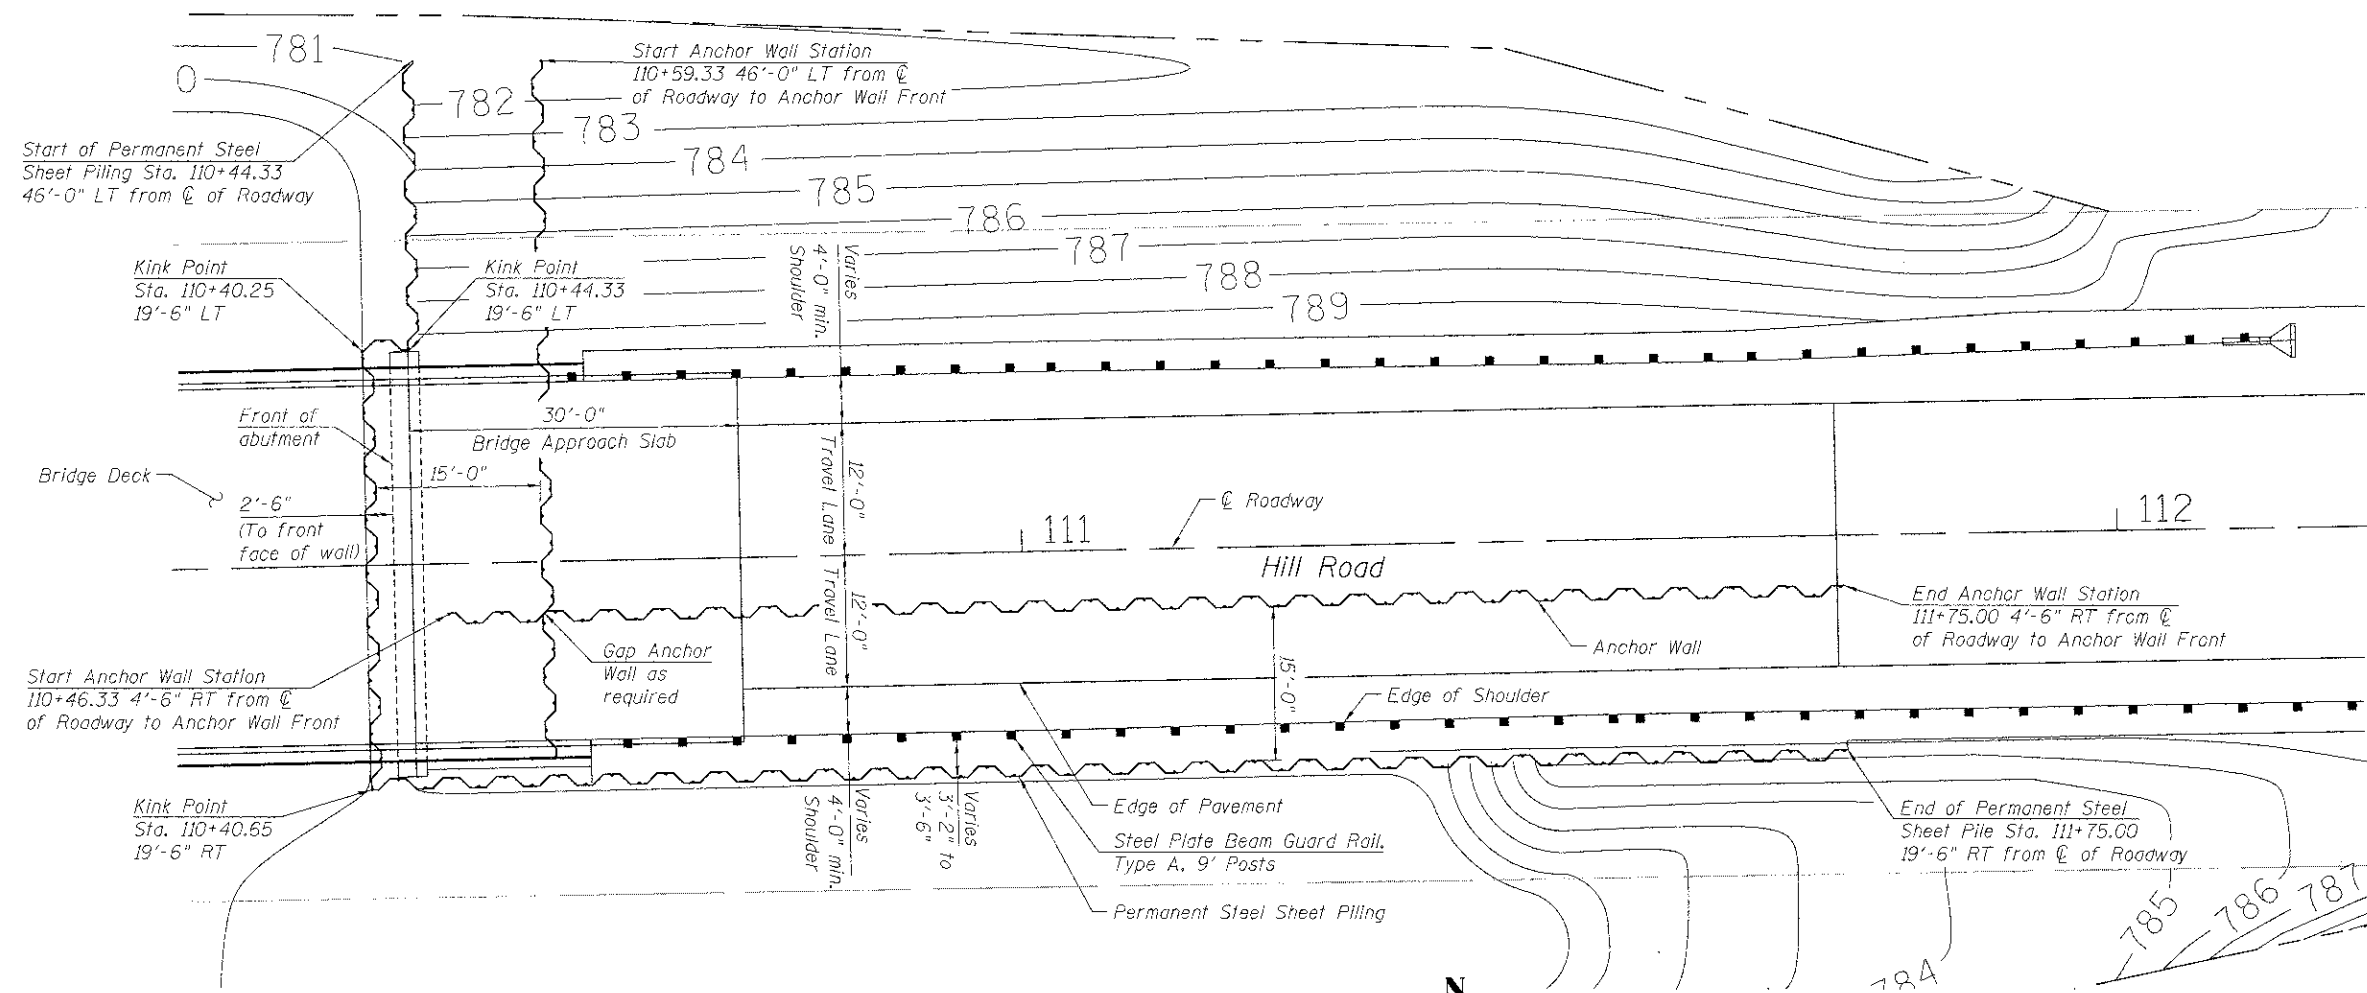 781
0
782
783
784
785
786
787
788
789
Start Anchor Wall Station
110+59.33 46'-0" LT from ℄
of Roadway to Anchor Wall Front
Start of Permanent Steel
Sheet Piling Sta. 110+44.33
46'-0" LT from ℄ of Roadway
Kink Point
Sta. 110+40.25
19'-6" LT
Kink Point
Sta. 110+44.33
19'-6" LT
Varies
4'-0" min.
Shoulder
Front of
abutment
30'-0"
Bridge Approach Slab
15'-0"
Bridge Deck
2'-6"
(To front
face of wall)
12'-0"
Travel Lane
12'-0"
Travel Lane
111
℄ Roadway
112
Hill Road
End Anchor Wall Station
111+75.00 4'-6" RT from ℄
of Roadway to Anchor Wall Front
Anchor Wall
Gap Anchor
Wall as
required
15'-0"
Start Anchor Wall Station
110+46.33 4'-6" RT from ℄
of Roadway to Anchor Wall Front
Edge of Shoulder
Kink Point
Sta. 110+40.65
19'-6" RT
Varies
4'-0" min.
Shoulder
Varies
3'-2" to
3'-6"
Edge of Pavement
Steel Plate Beam Guard Rail,
Type A, 9' Posts
Permanent Steel Sheet Piling
End of Permanent Steel
Sheet Pile Sta. 111+75.00
19'-6" RT from ℄ of Roadway
784
785
786
787
N